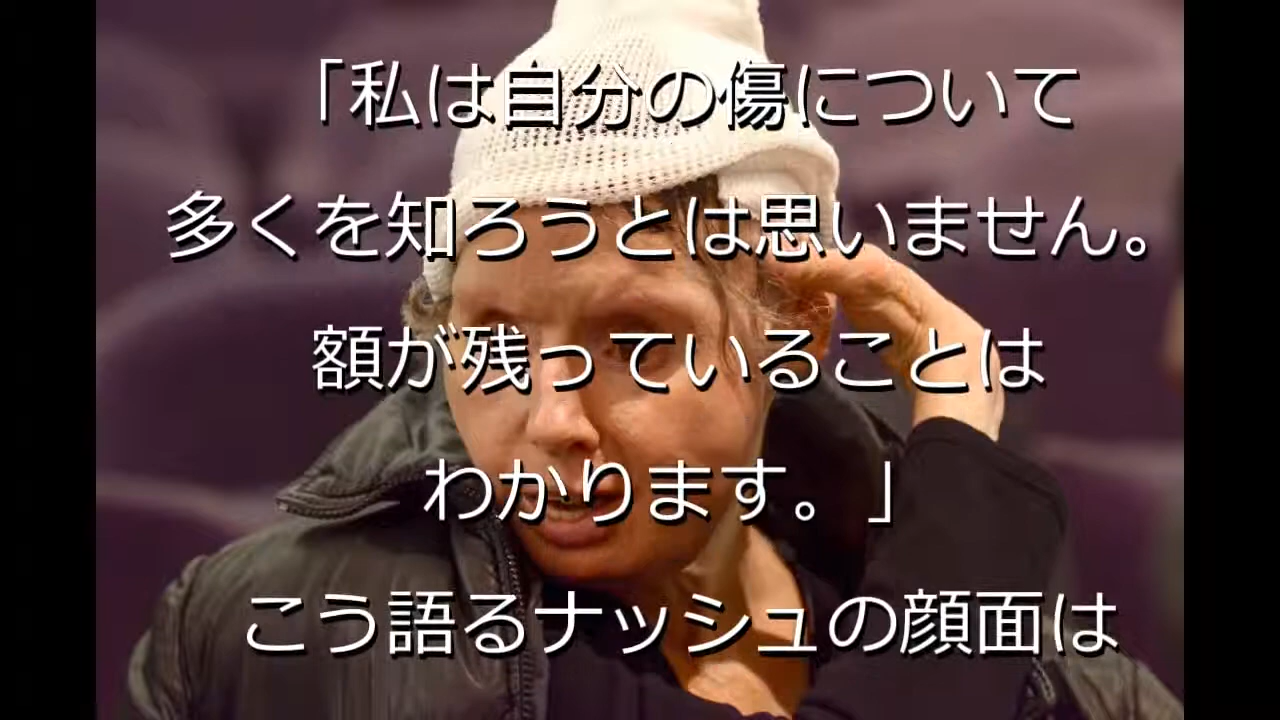 「私は自分の傷について
多くを知ろうとは思いません。
額が残っていることは
わかります。」
こう語るナッシュの顔面は